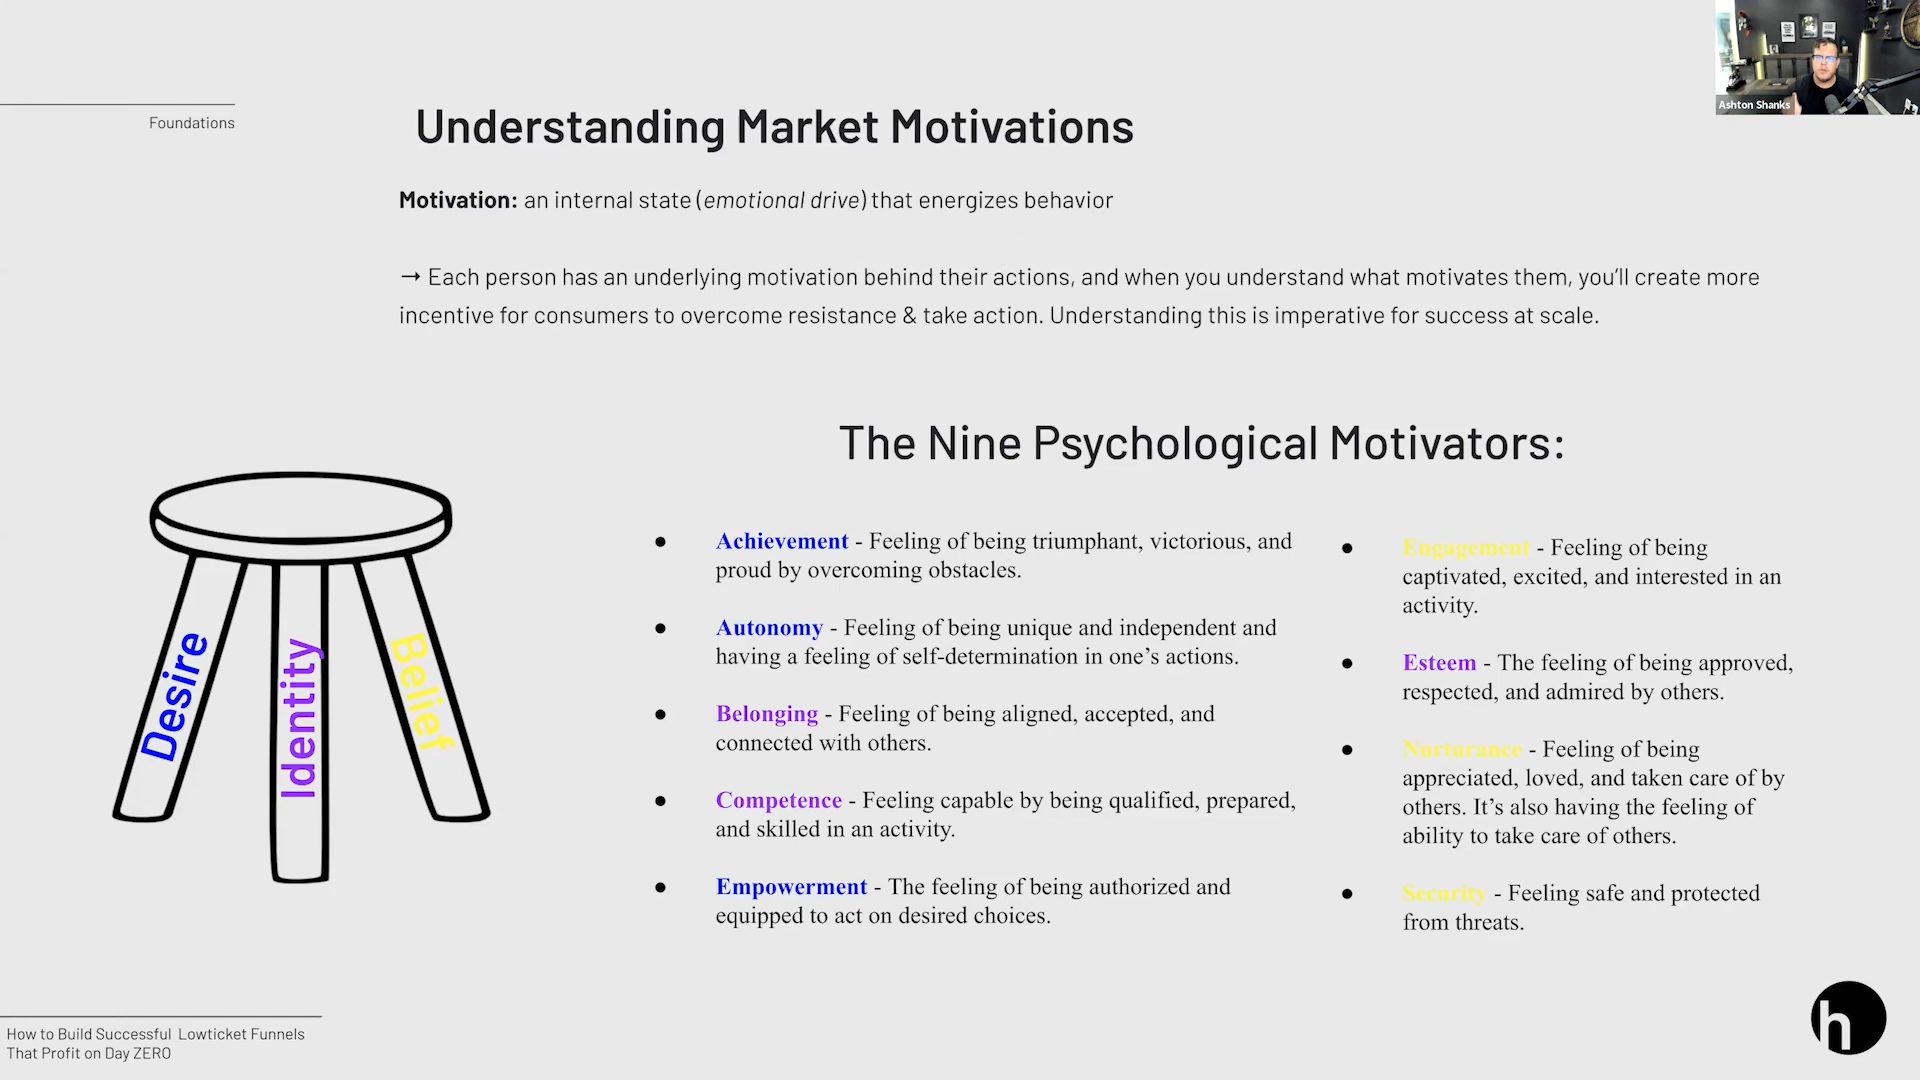 Ashton Shanks
Foundations
Understanding Market Motivations
Motivation: an internal state (emotional drive) that energizes behavior
→ Each person has an underlying motivation behind their actions, and when you understand what motivates them, you'll create more
incentive for consumers to overcome resistance & take action. Understanding this is imperative for success at scale.
The Nine Psychological Motivators:
Desire
Identity
Belief
● Achievement - Feeling of being triumphant, victorious, and
proud by overcoming obstacles.
● Autonomy - Feeling of being unique and independent and
having a feeling of self-determination in one's actions.
● Belonging - Feeling of being aligned, accepted, and
connected with others.
● Competence - Feeling capable by being qualified, prepared,
and skilled in an activity.
● Empowerment - The feeling of being authorized and
equipped to act on desired choices.
● Engagement - Feeling of being
captivated, excited, and interested in an
activity.
● Esteem - The feeling of being approved,
respected, and admired by others.
● Nurturance - Feeling of being
appreciated, loved, and taken care of by
others. It's also having the feeling of
ability to take care of others.
● Security - Feeling safe and protected
from threats.
How to Build Successful Lowticket Funnels
That Profit on Day ZERO
h